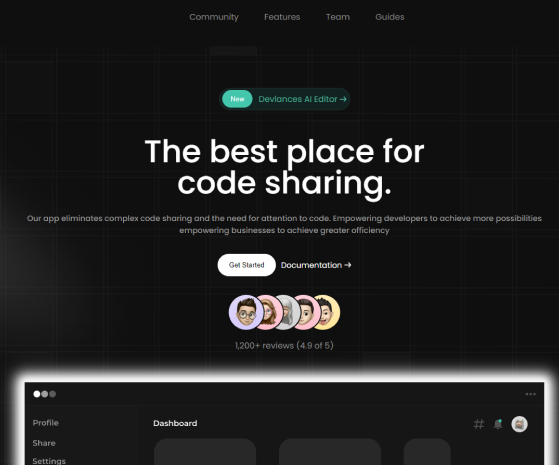 Community Features Team Guides
New Devlances AI Editor →
The best place for
code sharing.
Our app eliminates complex code sharing and the need for attention to code. Empowering developers to achieve more possibilities
empowering businesses to achieve greater officiency
Get Started Documentation →
1,200+ reviews (4.9 of 5)
Profile Dashboard
Share
Settings